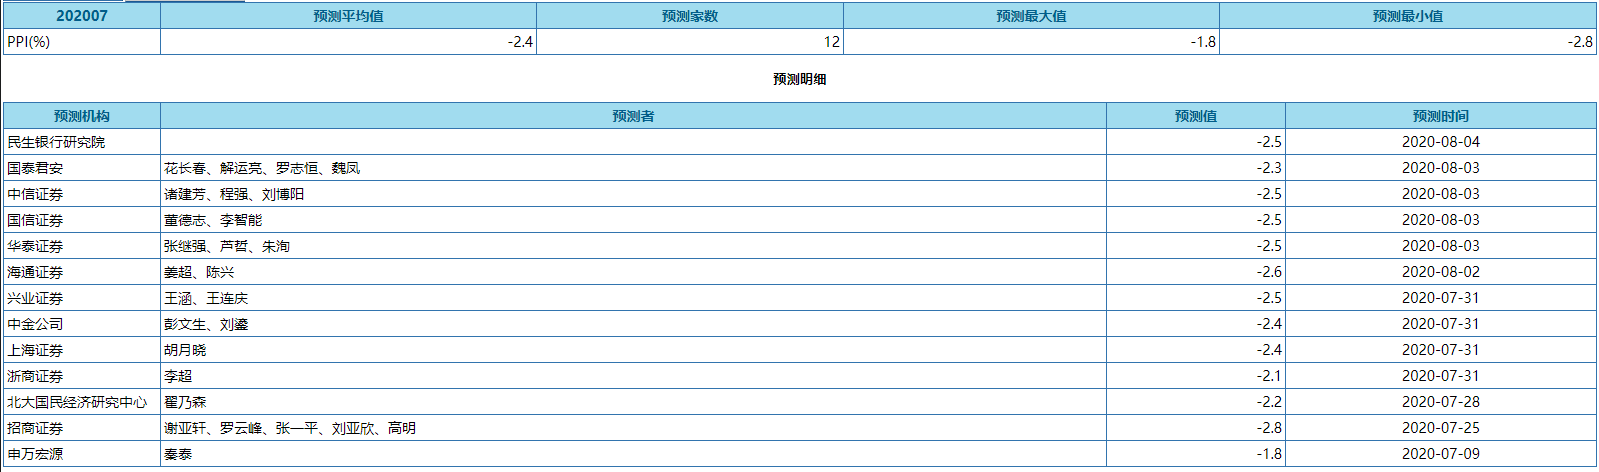 202007 预测平均值 预测家数 预测最大值 预测最小值
PPI(%) -2.4 12 -1.8 -2.8
预测明细
预测机构 预测者 预测值 预测时间
民生银行研究院 -2.5 2020-08-04
国泰君安 花长春、解运亮、罗志恒、魏凤 -2.3 2020-08-03
中信证券 诸建芳、程强、刘博阳 -2.5 2020-08-03
国信证券 董德志、李智能 -2.5 2020-08-03
华泰证券 张继强、芦哲、朱洵 -2.5 2020-08-03
海通证券 姜超、陈兴 -2.6 2020-08-02
兴业证券 王涵、王连庆 -2.5 2020-07-31
中金公司 彭文生、刘鎏 -2.4 2020-07-31
上海证券 胡月晓 -2.4 2020-07-31
浙商证券 李超 -2.1 2020-07-31
北大国民经济研究中心 翟乃森 -2.2 2020-07-28
招商证券 谢亚轩、罗云峰、张一平、刘亚欣、高明 -2.8 2020-07-25
申万宏源 秦泰 -1.8 2020-07-09